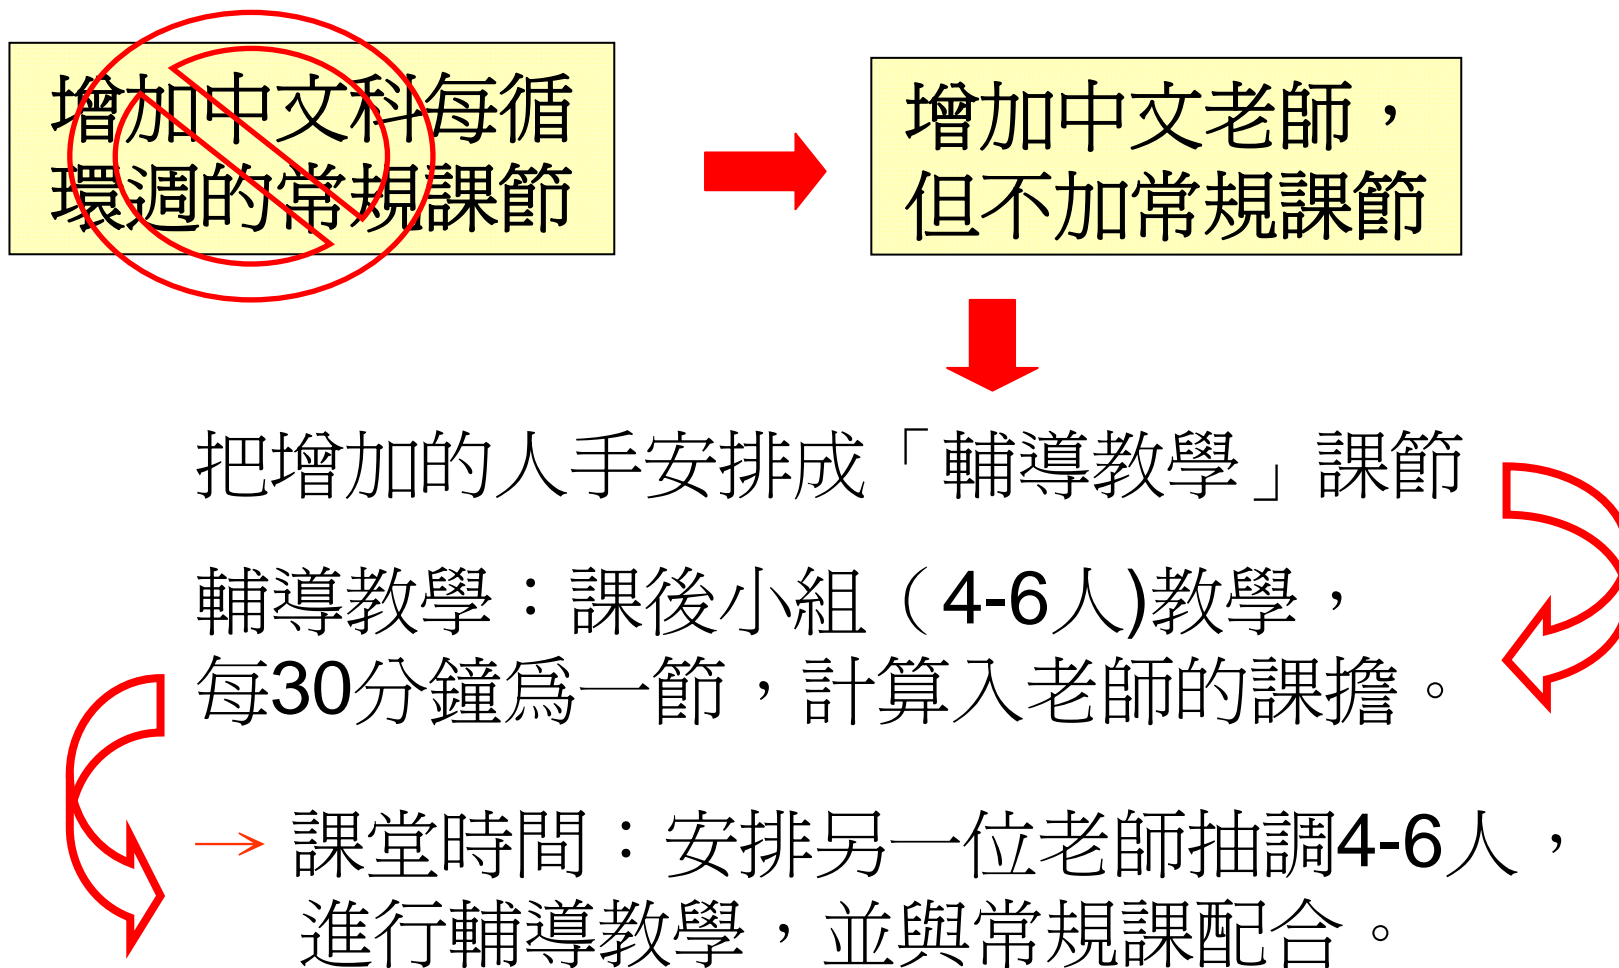 增加中文科每循
環週的常規課節
增加中文老師，
但不加常規課節
把增加的人手安排成「輔導教學」課節
輔導教學：課後小組（4-6人)教學，
每30分鐘爲一節，計算入老師的課擔。
→ 課堂時間：安排另一位老師抽調4-6人，
進行輔導教學，並與常規課配合。